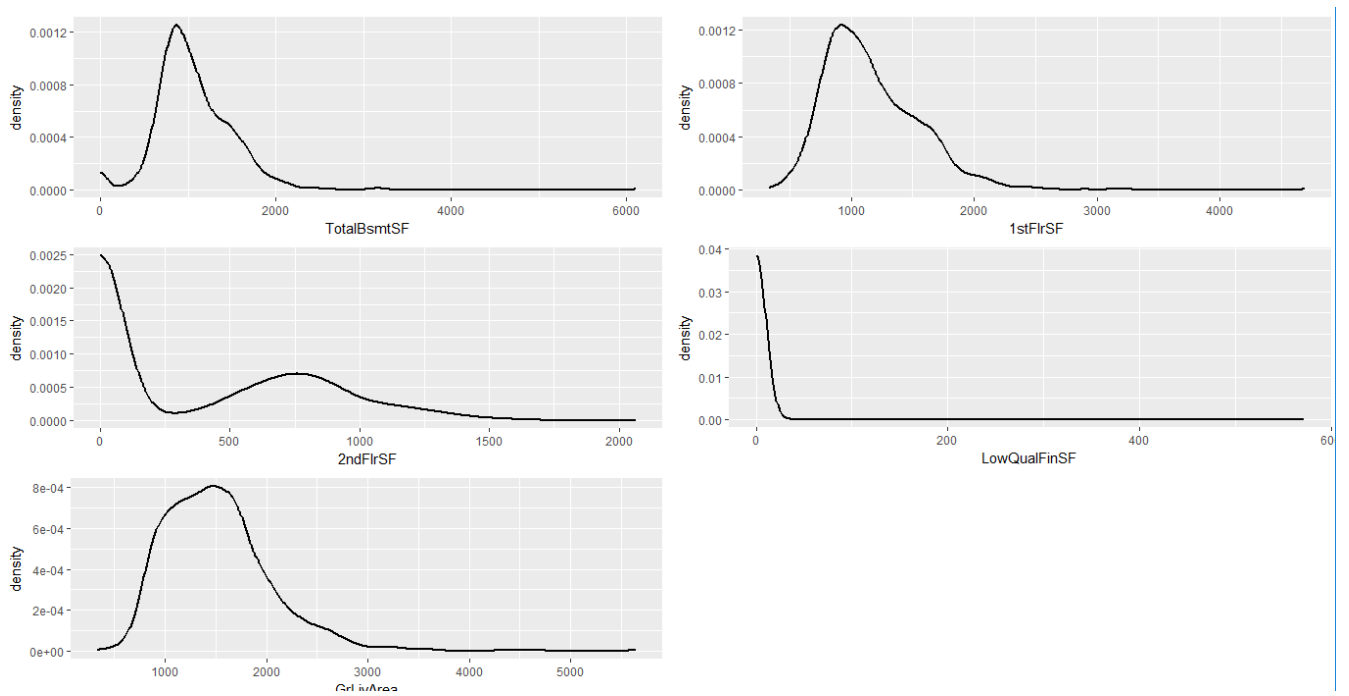 density
0.0012
0.0008
0.0004
0.0000
0 2000 4000 6000
TotalBsmtSF
density
0.0012
0.0008
0.0004
0.0000
1000 2000 3000 4000
1stFlrSF
density
0.0025
0.0020
0.0015
0.0010
0.0005
0.0000
0 500 1000 1500 2000
2ndFlrSF
density
0.04
0.03
0.02
0.01
0.00
0 200 400 60
LowQualFinSF
density
8e-04
6e-04
4e-04
2e-04
0e+00
1000 2000 3000 4000 5000
GrLivArea